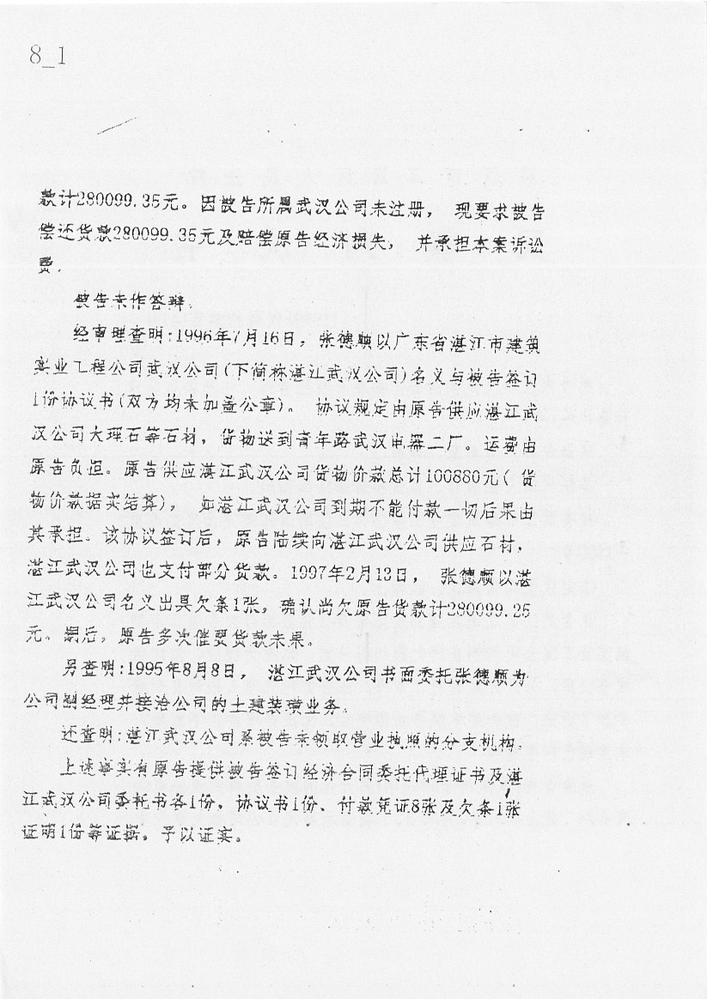 8_1
款计280099.35元。因被告所属武汉公司未注册， 现要求被告
偿还货款280099.35元及赔偿原告经济损失， 并承担本案诉讼
费。
被告未作答辩。
经审理查明:1996年7月16日，张德顺以广东省湛江市建筑
实业工程公司武汉公司(下简称湛江武汉公司)名义与被告签订
1份协议书(双方均未加盖公章)。 协议规定由原告供应湛江武
汉公司大理石等石材，货物送到青年路武汉电器二厂。运费由
原告负担。原告供应湛江武汉公司货物价款总计100880元( 货
物价款据实结算)， 如湛江武汉公司到期不能付款一切后果由
其承担。该协议签订后，原告陆续向湛江武汉公司供应石材，
湛江武汉公司也支付部分货款。1997年2月13日， 张德顺以湛
江武汉公司名义出具欠条1张，确认尚欠原告货款计280099.25
元。嗣后，原告多次催要货款未果。
另查明:1995年8月8日， 湛江武汉公司书面委托张德顺为
公司副经理并接洽公司的土建装璜业务。
还查明:湛江武汉公司系被告未领取营业执照的分支机构。
上述事实有原告提供被告签订经济合同委托代理证书及湛
江武汉公司委托书各1份，协议书1份、付款凭证8张及欠条1张
证明1份等证据，予以证实。